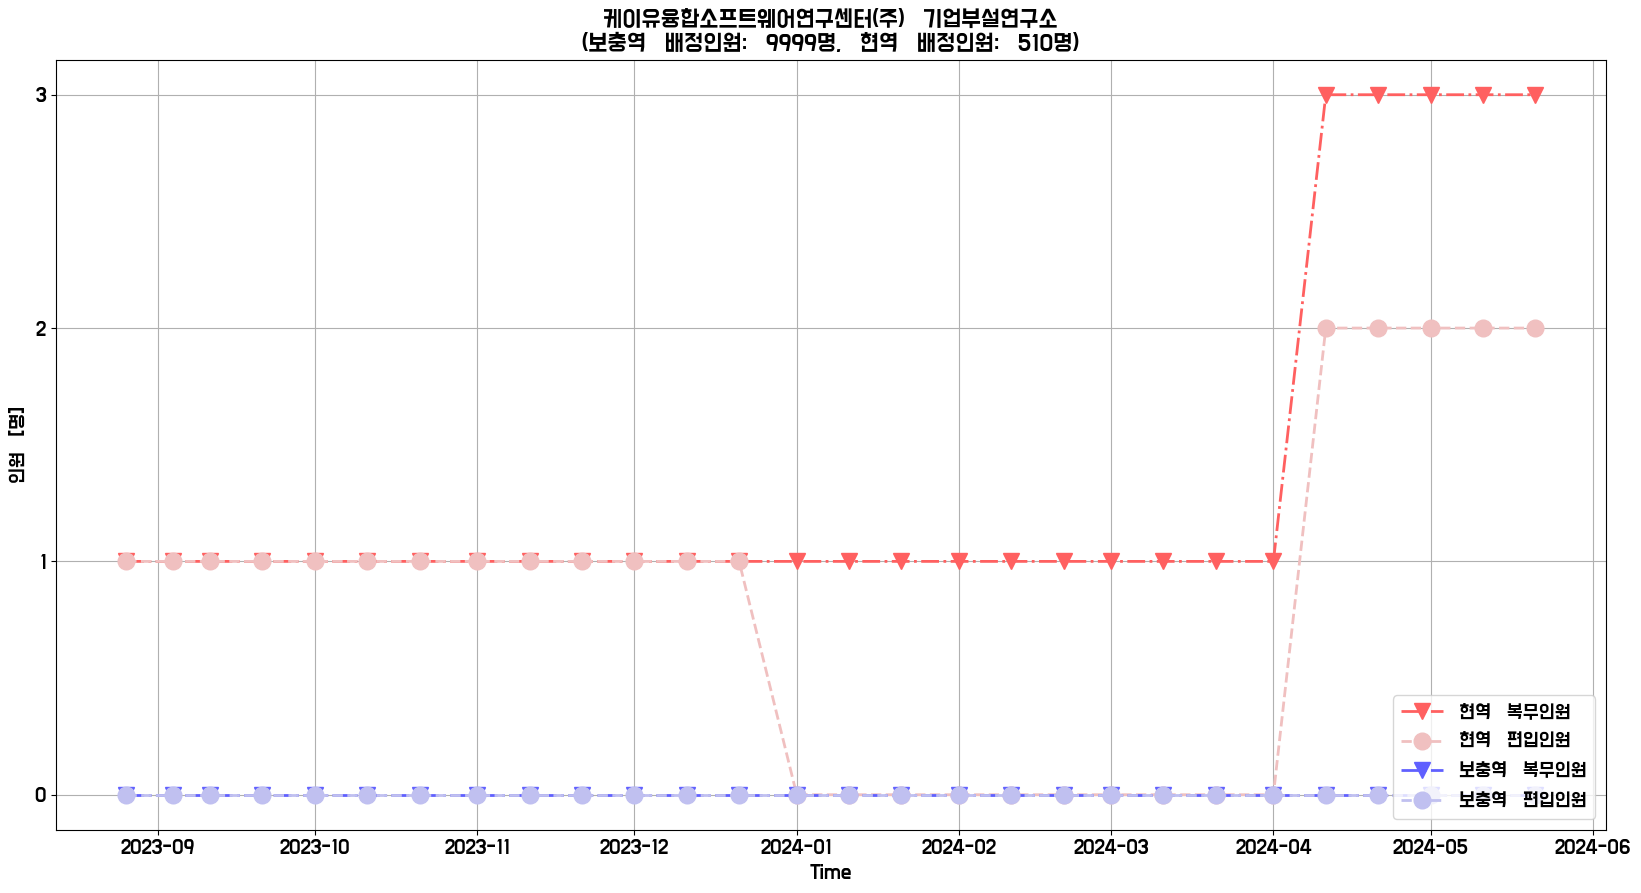 케이유융합소프트웨어연구센터(주) 기업부설연구소
(보충역 배정인원: 9999명, 현역 배정인원: 510명)
3
2
1
0
인원 [명]
현역 복무인원
현역 편입인원
보충역 복무인원
보충역 편입인원
2023-09 2023-10 2023-11 2023-12 2024-01 2024-02 2024-03 2024-04 2024-05 2024-06
Time